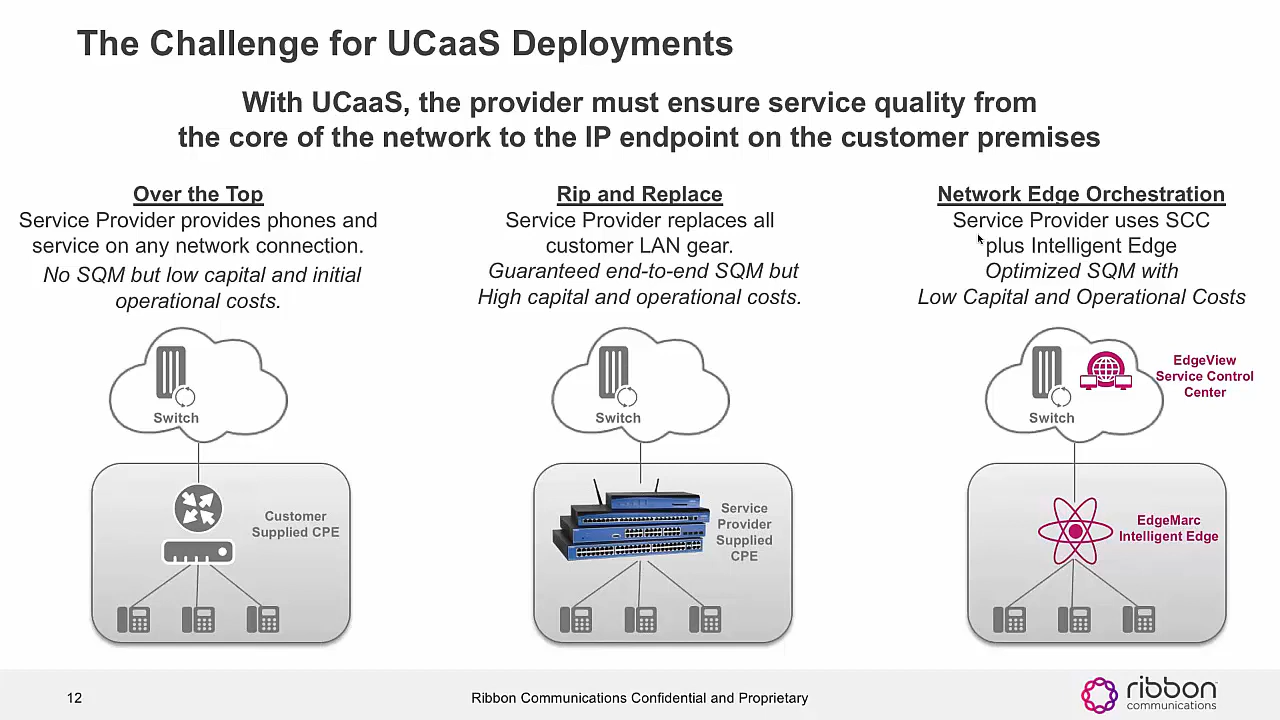 The Challenge for UCaaS Deployments
With UCaaS, the provider must ensure service quality from
the core of the network to the IP endpoint on the customer premises
Over the Top
Service Provider provides phones and
service on any network connection.
No SQM but low capital and initial
operational costs.
Switch
Customer
Supplied CPE
Rip and Replace
Service Provider replaces all
customer LAN gear.
Guaranteed end-to-end SQM but
High capital and operational costs.
Switch
Service
Provider
Supplied
CPE
Network Edge Orchestration
Service Provider uses SCC
plus Intelligent Edge
Optimized SQM with
Low Capital and Operational Costs
Switch
EdgeView
Service Control
Center
EdgeMarc
Intelligent Edge
12
Ribbon Communications Confidential and Proprietary
ribbon
communications